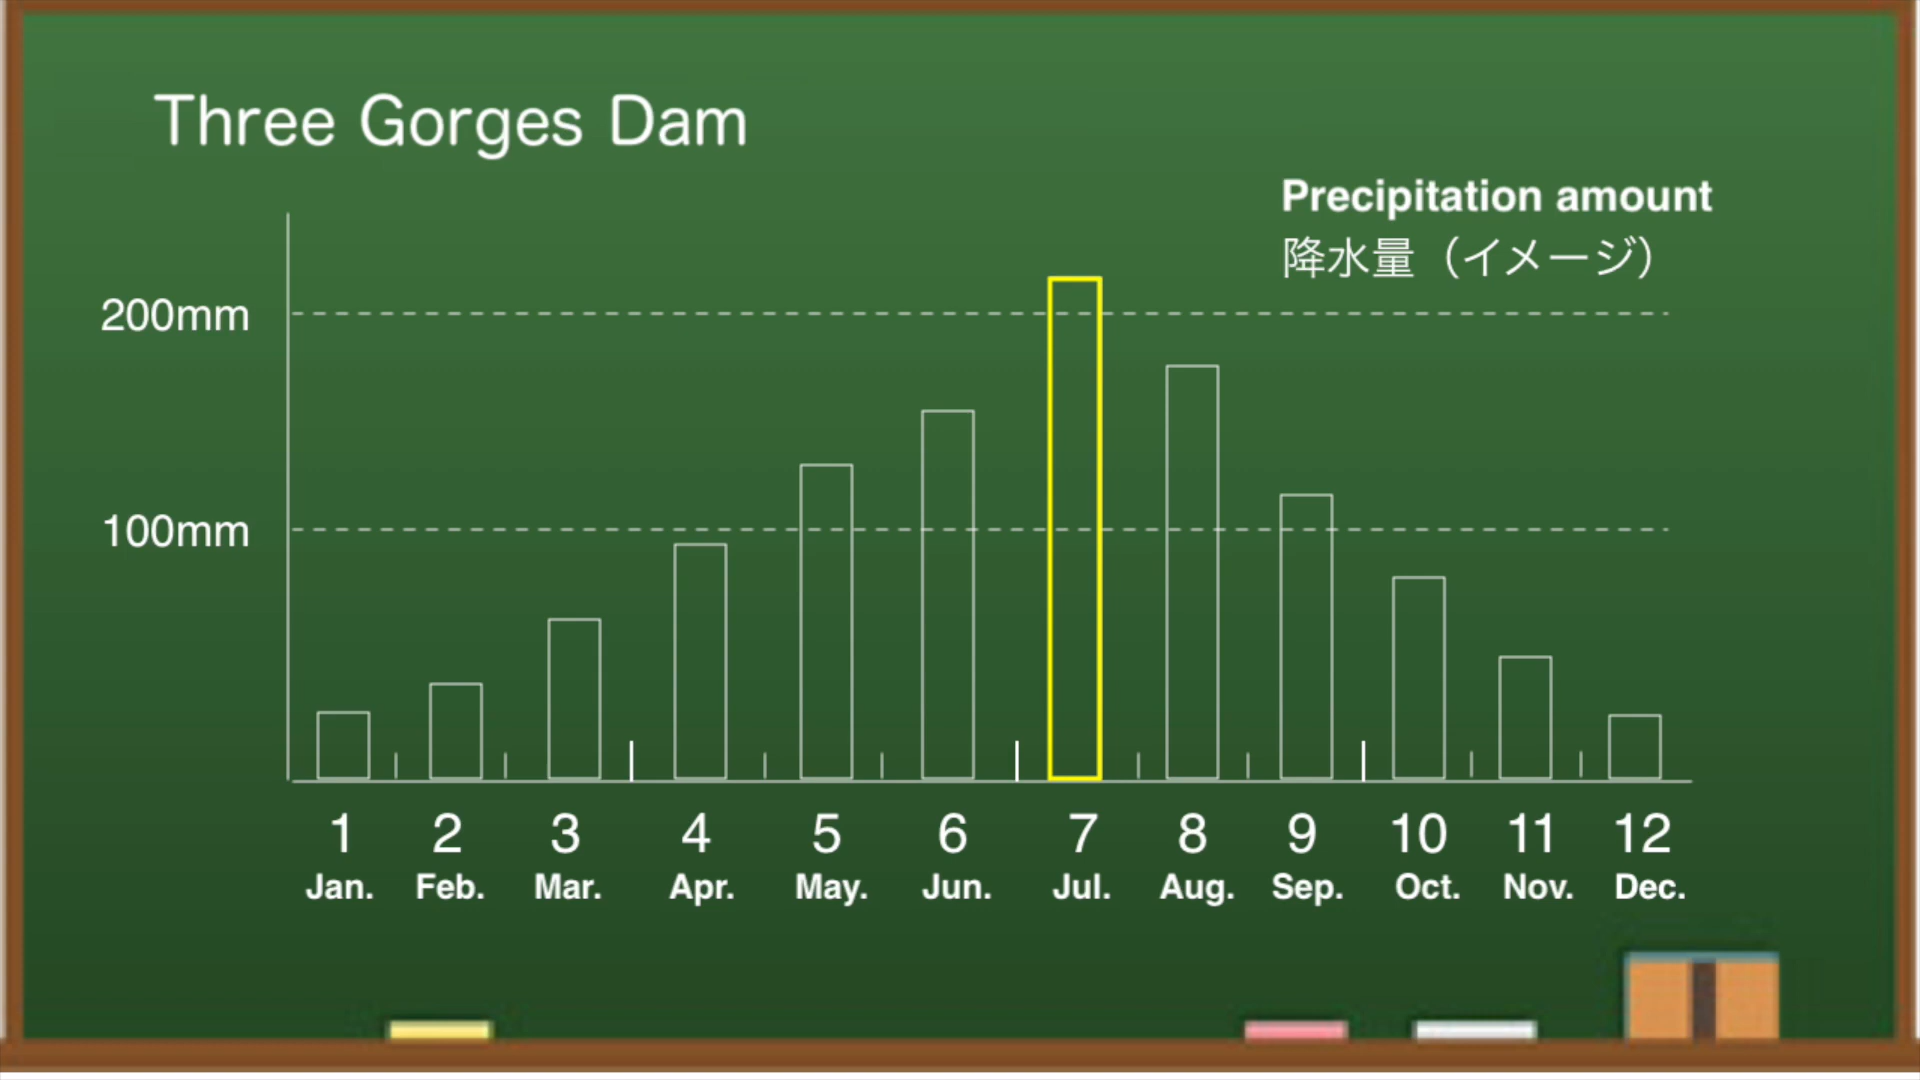 Three Gorges Dam
Precipitation amount
降水量（イメージ）
200mm
100mm
1 2 3 4 5 6 7 8 9 10 11 12
Jan. Feb. Mar. Apr. May. Jun. Jul. Aug. Sep. Oct. Nov. Dec.